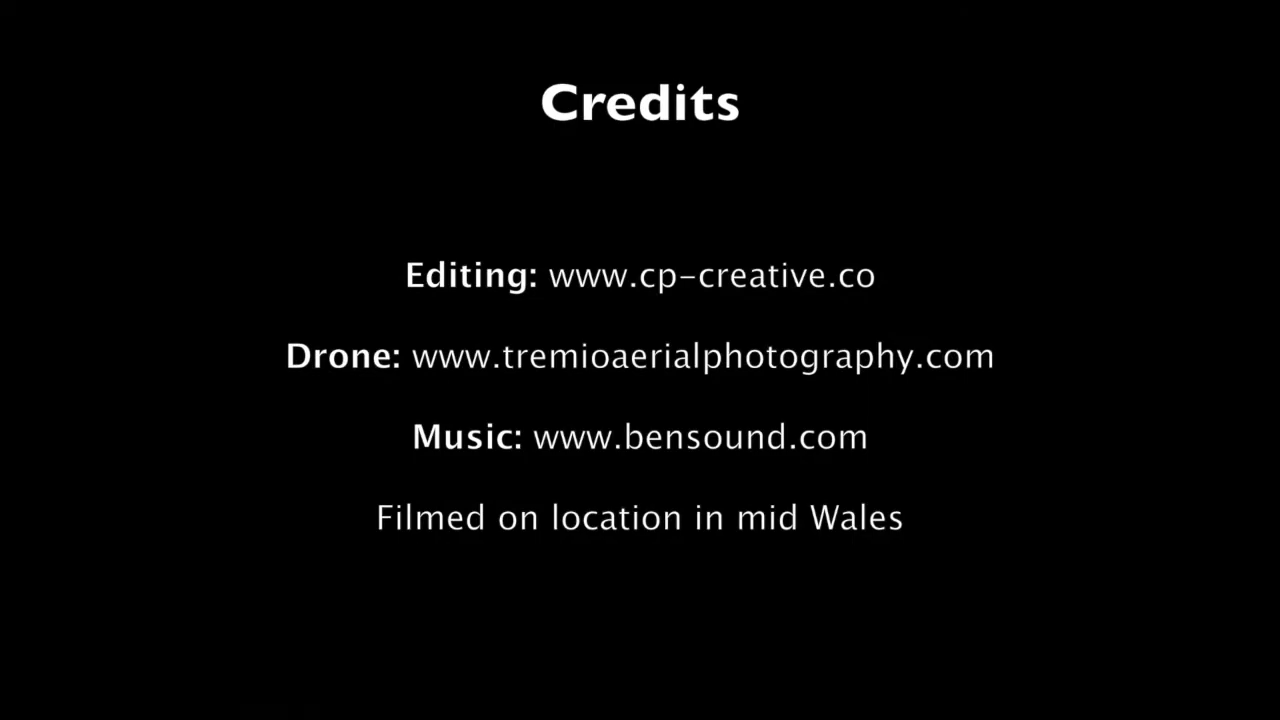 Credits
Editing: www.cp-creative.co
Drone: www.tremioaerialphotography.com
Music: www.bensound.com
Filmed on location in mid Wales